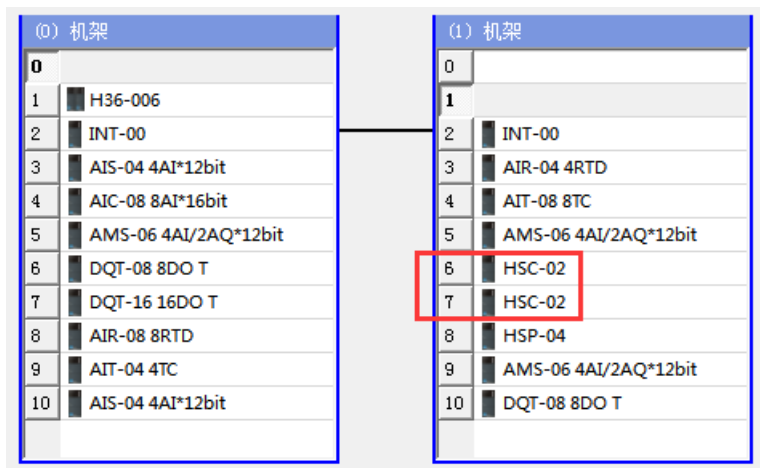 (0) 机架
0
1 H36-006
2 INT-00
3 AIS-04 4AI*12bit
4 AIC-08 8AI*16bit
5 AMS-06 4AI/2AQ*12bit
6 DQT-08 8DO T
7 DQT-16 16DO T
8 AIR-08 8RTD
9 AIT-04 4TC
10 AIS-04 4AI*12bit
(1) 机架
0
1
2 INT-00
3 AIR-04 4RTD
4 AIT-08 8TC
5 AMS-06 4AI/2AQ*12bit
6 HSC-02
7 HSC-02
8 HSP-04
9 AMS-06 4AI/2AQ*12bit
10 DQT-08 8DO T